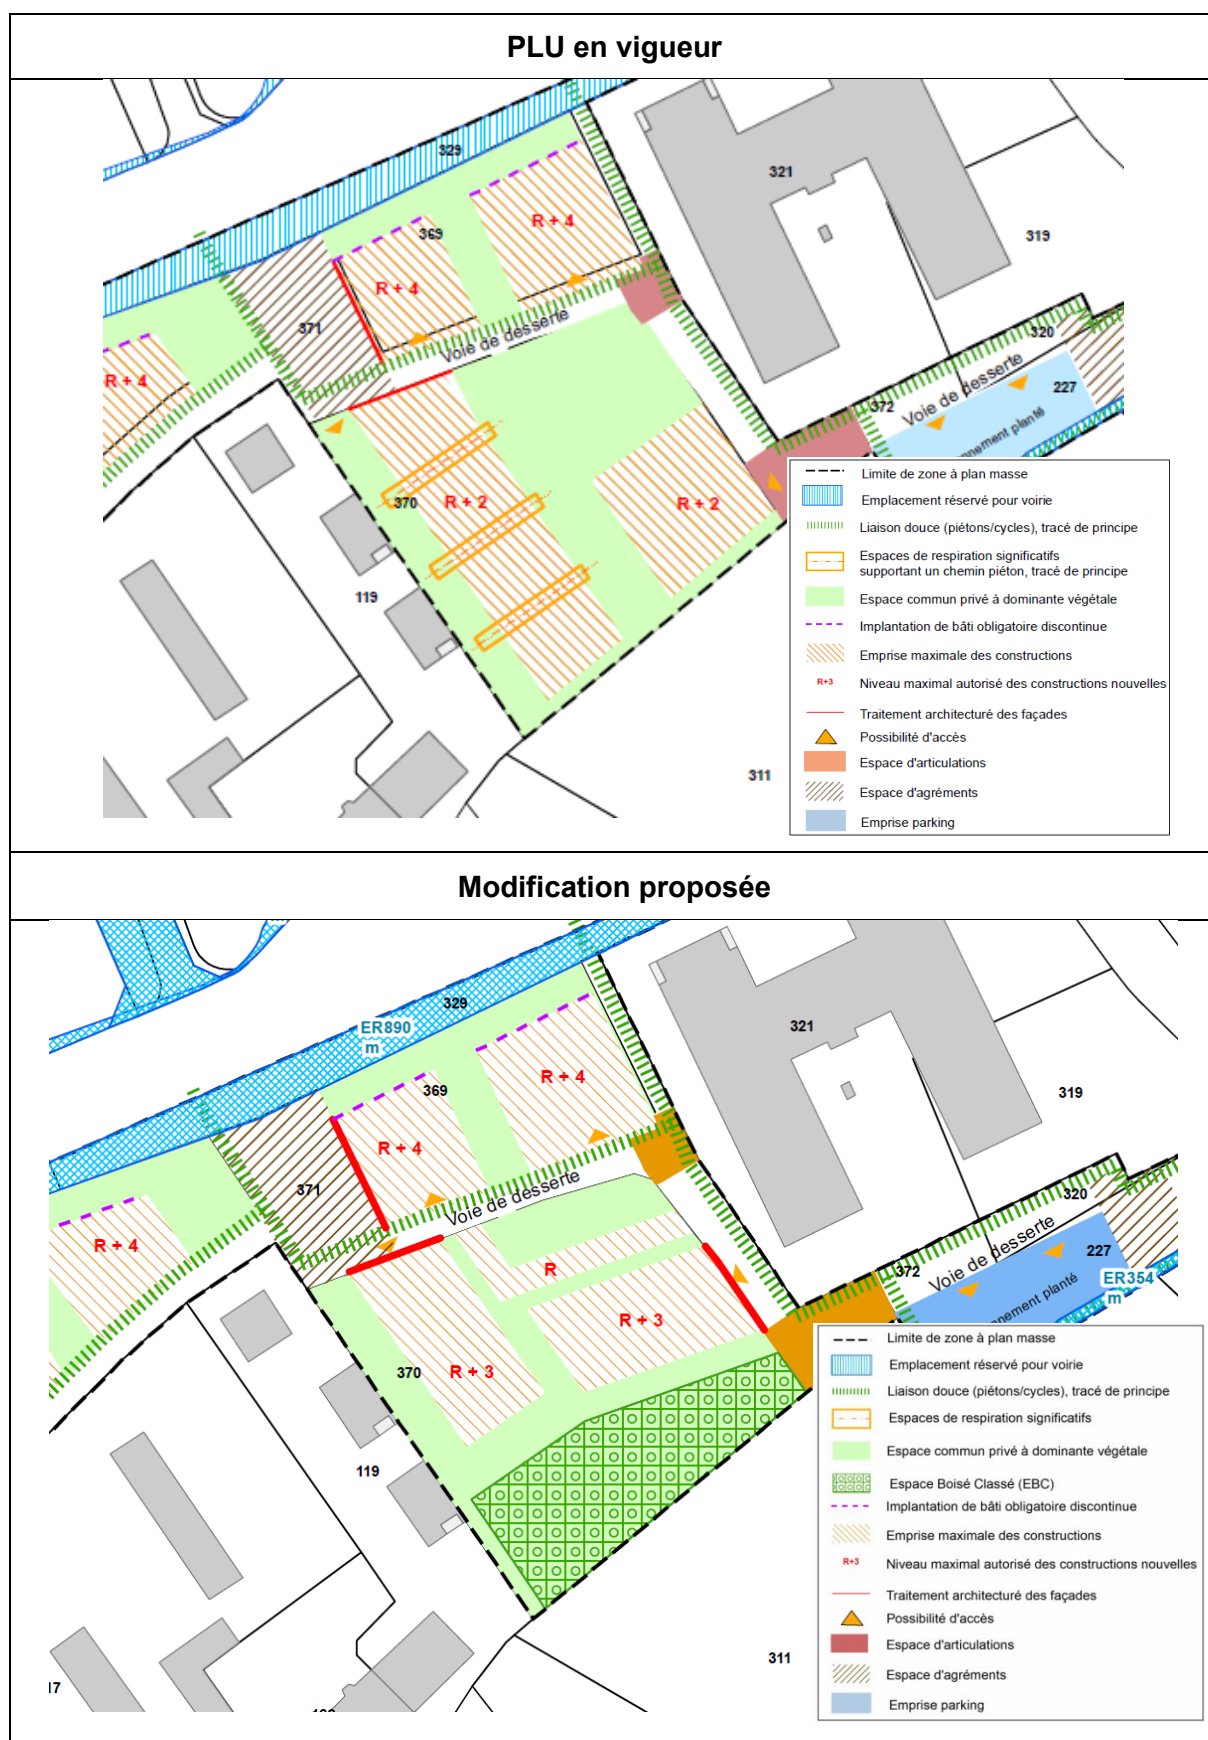 PLU en vigueur
329
321
R + 4
369
319
R + 4
371
Voie de desserte
320
R + 4
227
372
Voie de desserte
nnement planté
370
R + 2
R + 2
119
311
Limite de zone à plan masse
Emplacement réservé pour voirie
Liaison douce (piétons/cycles), tracé de principe
Espaces de respiration significatifs
supportant un chemin piéton, tracé de principe
Espace commun privé à dominante végétale
Implantation de bâti obligatoire discontinue
Emprise maximale des constructions
R+3 Niveau maximal autorisé des constructions nouvelles
Traitement architecturé des façades
Possibilité d'accès
Espace d'articulations
Espace d'agréments
Emprise parking
Modification proposée
329
ER890
m
321
R + 4
369
319
R + 4
371
Voie de desserte
320
R + 4
227
372
Voie de desserte
ER354
m
nnement planté
R
R + 3
370
R + 3
119
311
17
Limite de zone à plan masse
Emplacement réservé pour voirie
Liaison douce (piétons/cycles), tracé de principe
Espaces de respiration significatifs
Espace commun privé à dominante végétale
Espace Boisé Classé (EBC)
Implantation de bâti obligatoire discontinue
Emprise maximale des constructions
R+3 Niveau maximal autorisé des constructions nouvelles
Traitement architecturé des façades
Possibilité d'accès
Espace d'articulations
Espace d'agréments
Emprise parking